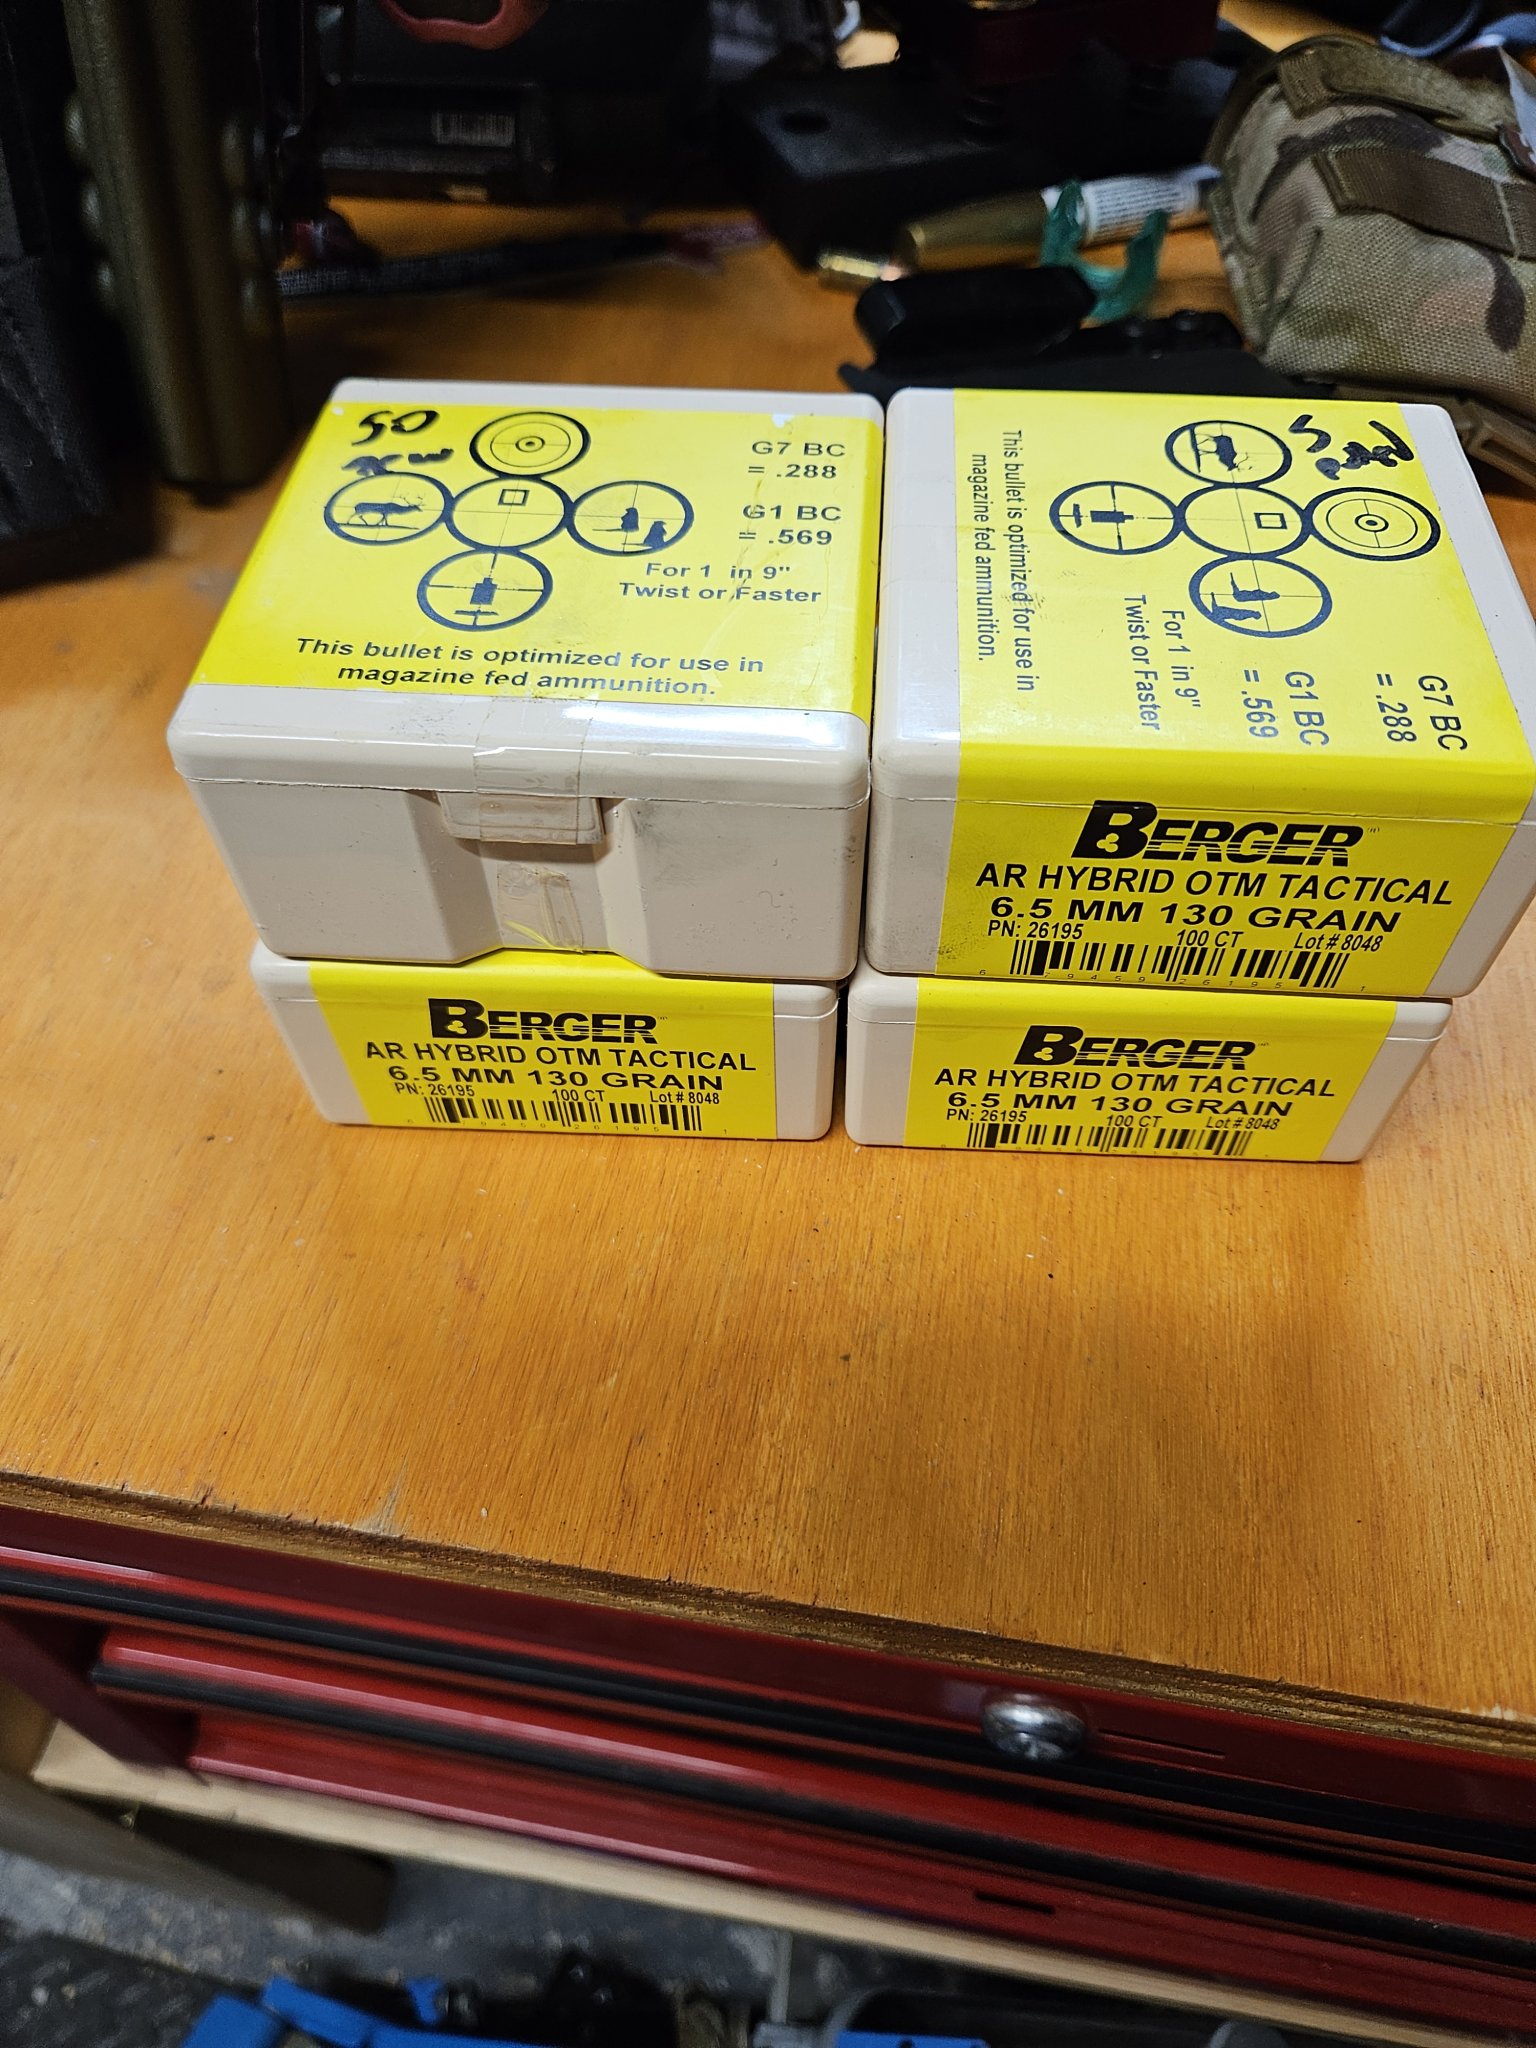 50
G7 BC
= .288
G1 BC
= .569
For 1 in 9"
Twist or Faster
This bullet is optimized for use in
magazine fed ammunition.
This bullet is optimized for use in
magazine fed ammunition.
For 1 in 9"
Twist or Faster
G1 BC
= .569
G7 BC
= .288
BERGER
AR HYBRID OTM TACTICAL
6.5 MM 130 GRAIN
PN: 26195 100 CT Lot # 8048
6 79459 26195 1
BERGER
AR HYBRID OTM TACTICAL
6.5 MM 130 GRAIN
PN: 26195 100 CT Lot # 8048
BERGER
AR HYBRID OTM TACTICAL
6.5 MM 130 GRAIN
PN: 26195 100 CT Lot # 8048